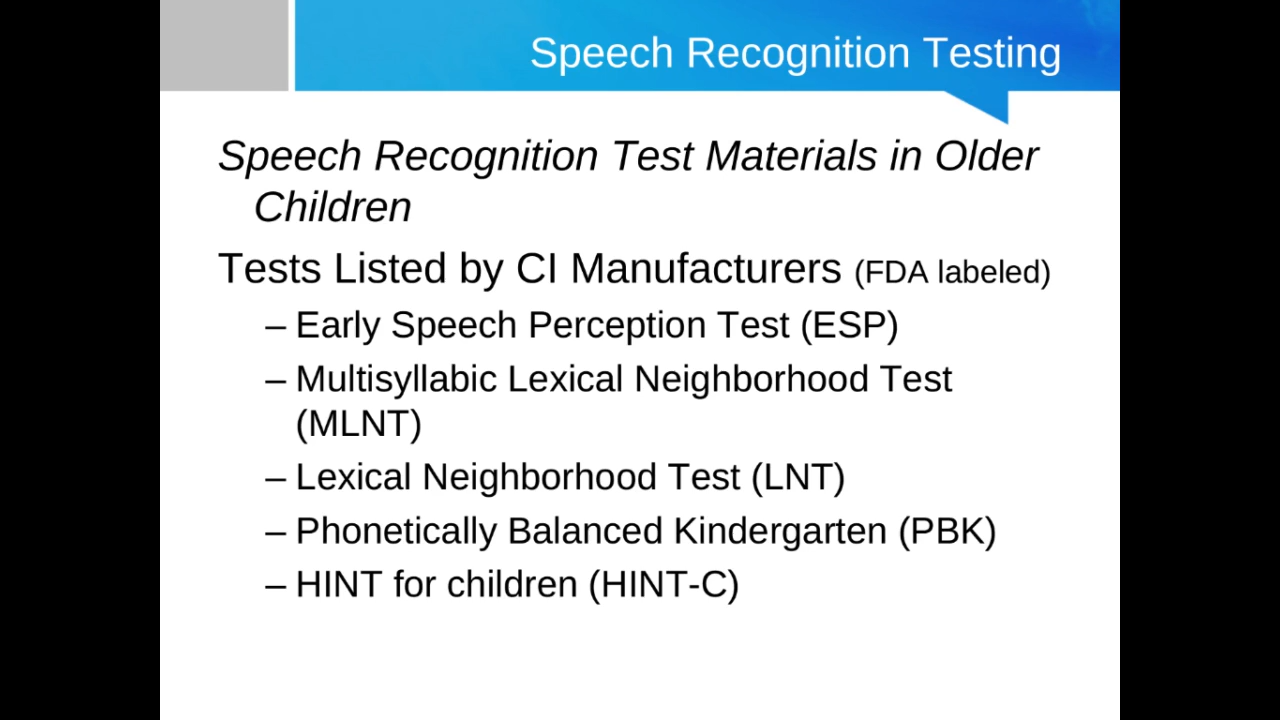 Speech Recognition Testing
Speech Recognition Test Materials in Older
Children
Tests Listed by CI Manufacturers (FDA labeled)
– Early Speech Perception Test (ESP)
– Multisyllabic Lexical Neighborhood Test
(MLNT)
– Lexical Neighborhood Test (LNT)
– Phonetically Balanced Kindergarten (PBK)
– HINT for children (HINT-C)